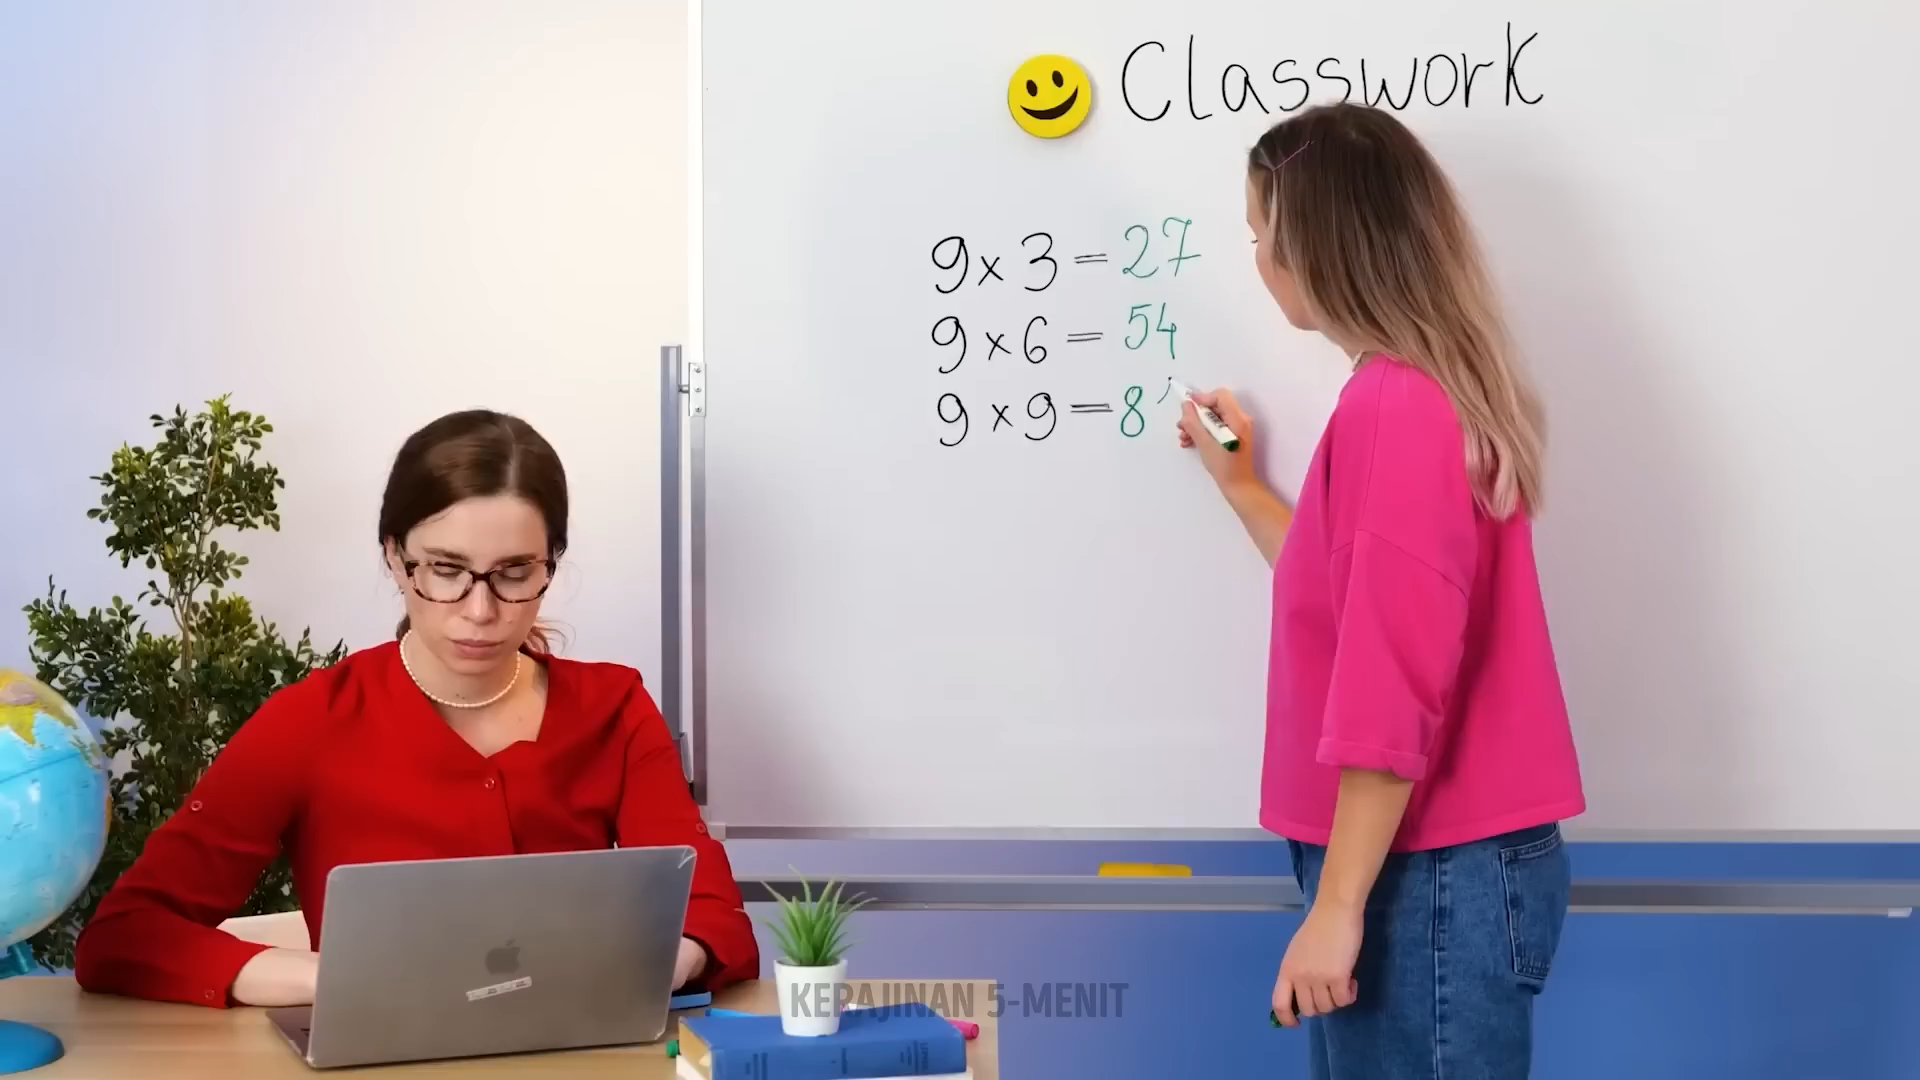 Classwork
9 x 3 = 27
9 x 6 = 54
9 x 9 = 8
KERAJINAN 5-MENIT